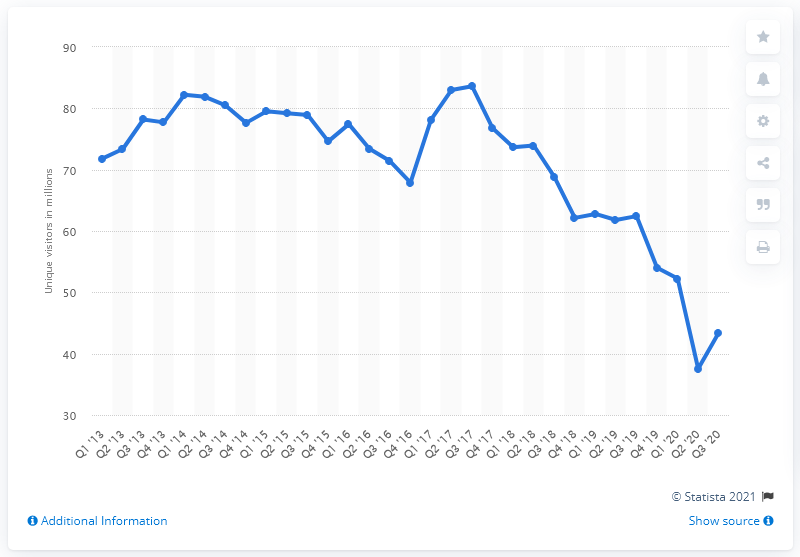 90
80
70
60
50
40
30
Unique visitors in millions
Q1 '13
Q2 '13
Q3 '13
Q4 '13
Q1 '14
Q2 '14
Q3 '14
Q4 '14
Q1 '15
Q2 '15
Q3 '15
Q4 '15
Q1 '16
Q2 '16
Q3 '16
Q4 '16
Q1 '17
Q2 '17
Q3 '17
Q4 '17
Q1 '18
Q2 '18
Q3 '18
Q4 '18
Q1 '19
Q2 '19
Q3 '19
Q4 '19
Q1 '20
Q2 '20
Q3 '20
© Statista 2021
Additional Information
Show source